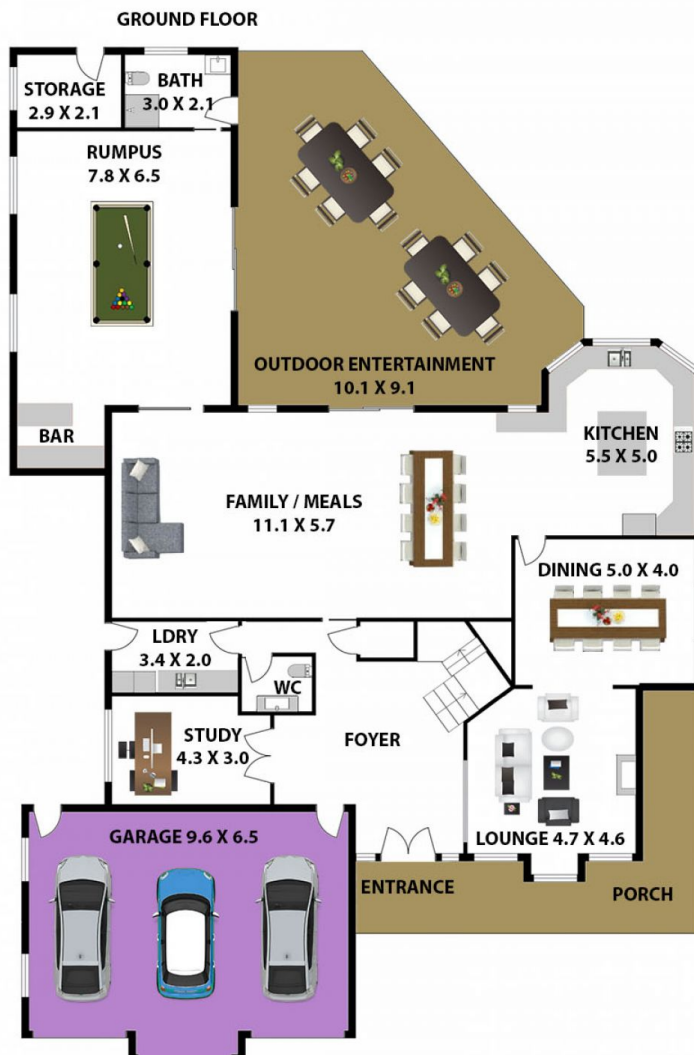 GROUND FLOOR
STORAGE
2.9 X 2.1
BATH
3.0 X 2.1
RUMPUS
7.8 X 6.5
OUTDOOR ENTERTAINMENT
10.1 X 9.1
BAR
KITCHEN
5.5 X 5.0
FAMILY / MEALS
11.1 X 5.7
DINING 5.0 X 4.0
LDRY
3.4 X 2.0
WC
STUDY
4.3 X 3.0
FOYER
GARAGE 9.6 X 6.5
LOUNGE 4.7 X 4.6
ENTRANCE
PORCH